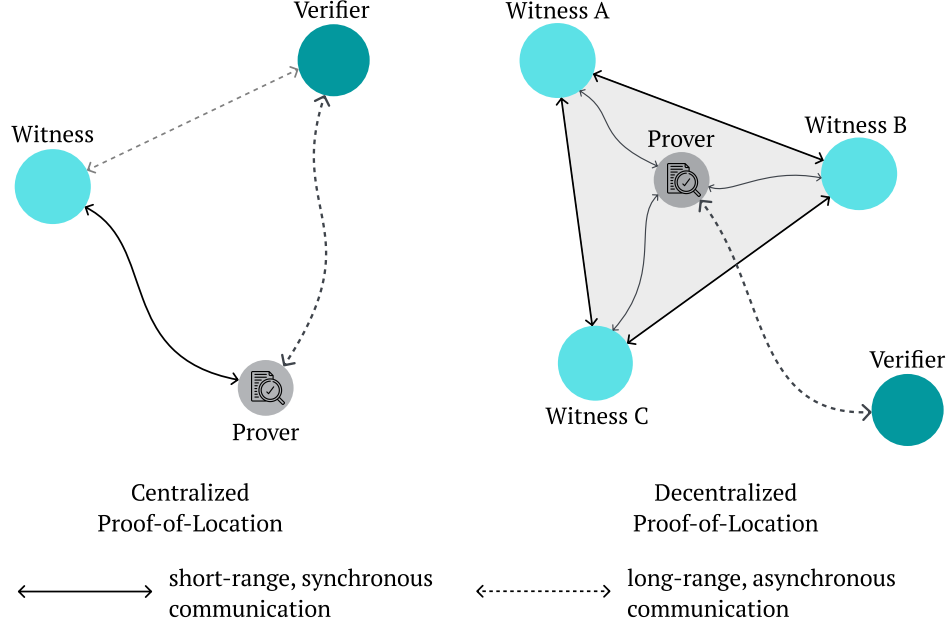 Verifier
Witness
Prover
Centralized
Proof-of-Location
Witness A
Witness B
Prover
Witness C
Verifier
Decentralized
Proof-of-Location
short-range, synchronous
communication
long-range, asynchronous
communication